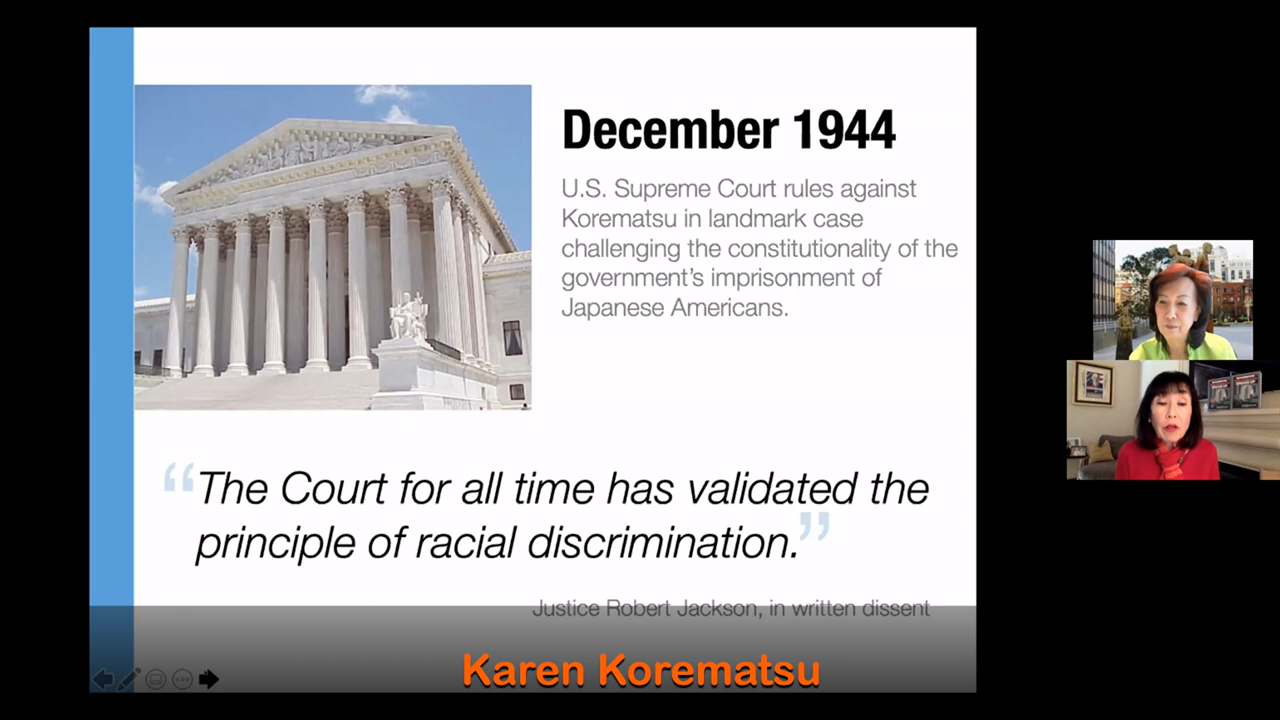 December 1944
U.S. Supreme Court rules against
Korematsu in landmark case
challenging the constitutionality of the
government's imprisonment of
Japanese Americans.
“The Court for all time has validated the
principle of racial discrimination.”
Justice Robert Jackson, in written dissent
Karen Korematsu